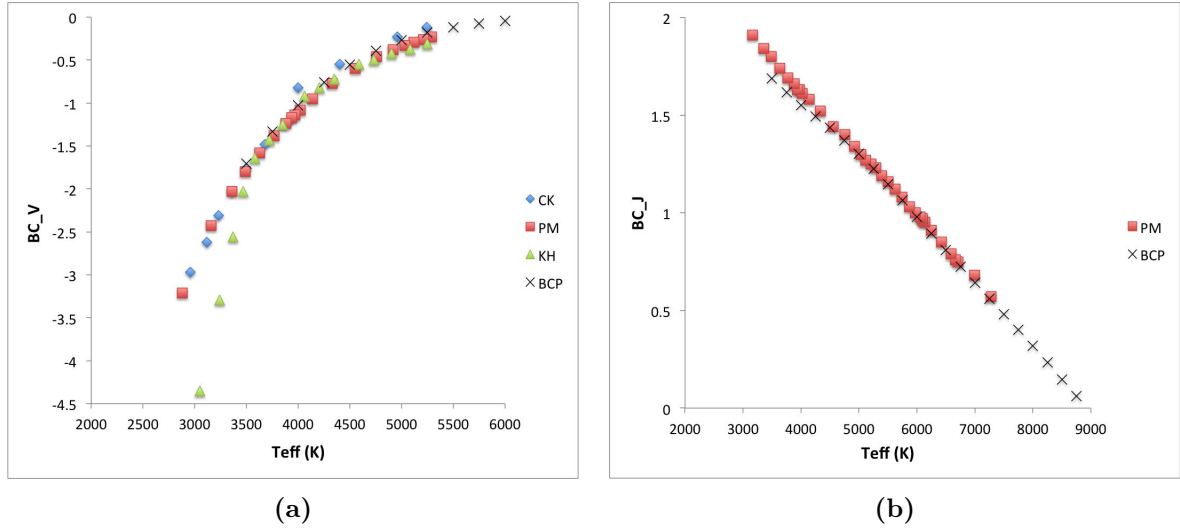 0
-0.5
-1
-1.5
-2
-2.5
-3
-3.5
-4
-4.5
BC_V
2000 2500 3000 3500 4000 4500 5000 5500 6000
Teff (K)
CK
PM
KH
BCP
(a)
2
1.5
1
0.5
0
BC_J
2000 3000 4000 5000 6000 7000 8000 9000
Teff (K)
PM
BCP
(b)